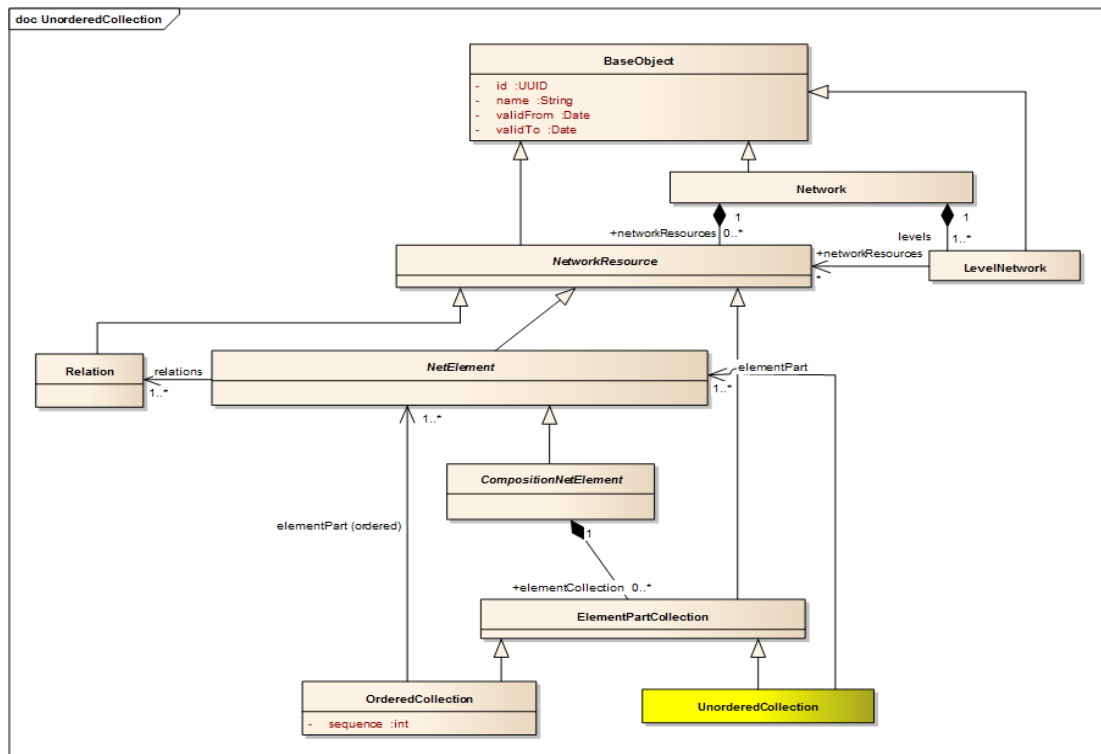 doc UnorderedCollection
BaseObject
- id :UUID
- name :String
- validFrom :Date
- validTo :Date
Network
1
1
+networkResources 0..*
levels
1..*
+networkResources
*
NetworkResource
LevelNetwork
Relation
relations
1..*
NetElement
elementPart
1..*
1..*
CompositionNetElement
elementPart (ordered)
1
+elementCollection 0..*
ElementPartCollection
OrderedCollection
- sequence :int
UnorderedCollection